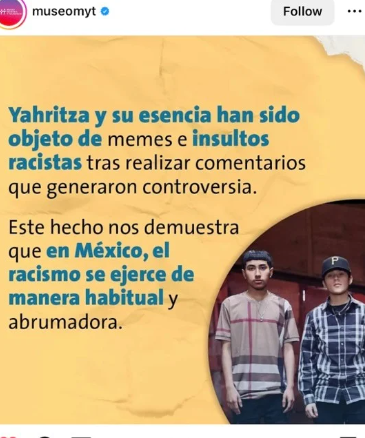 museomyt
Follow
Yahritza y su esencia han sido
objeto de memes e insultos
racistas tras realizar comentarios
que generaron controversia.
Este hecho nos demuestra
que en México, el
racismo se ejerce de
manera habitual y
abrumadora.
P